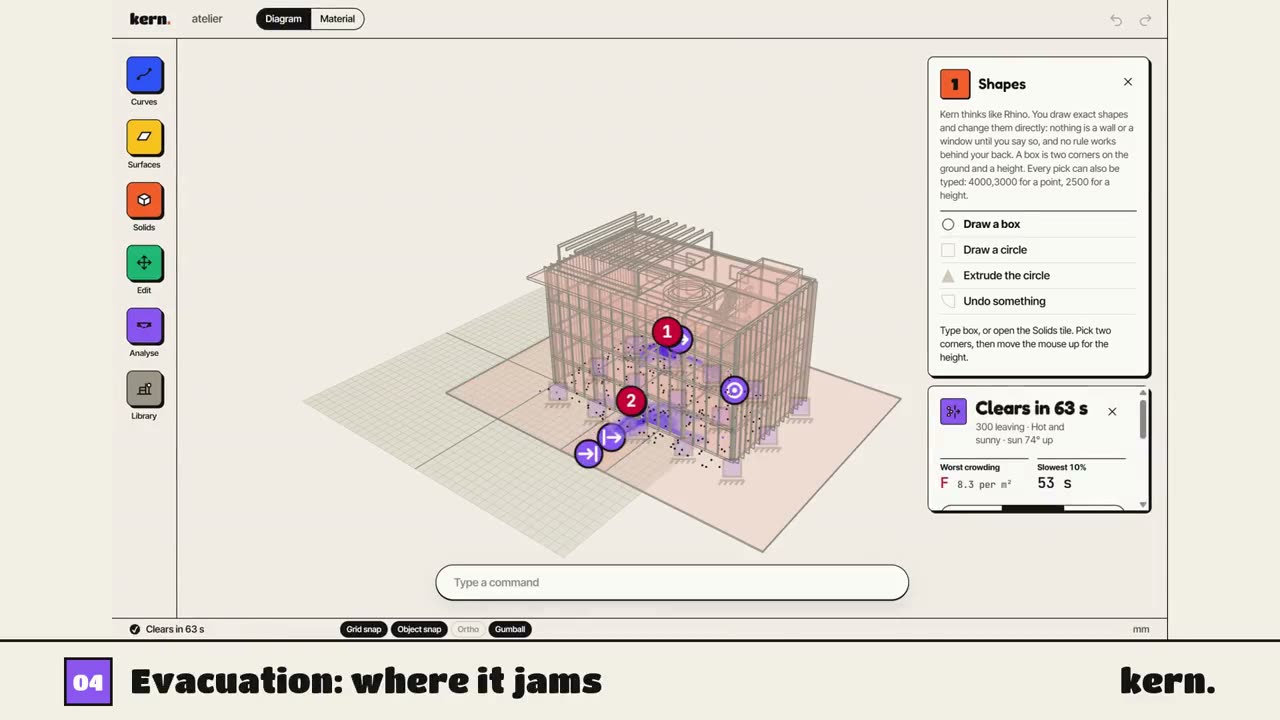 kern.
atelier
Diagram
Material
Curves
Surfaces
Solids
Edit
Analyse
Library
1
2
1
Shapes
Kern thinks like Rhino. You draw exact shapes
and change them directly: nothing is a wall or a
window until you say so, and no rule works
behind your back. A box is two corners on the
ground and a height. Every pick can also be
typed: 4000,3000 for a point, 2500 for a
height.
Draw a box
Draw a circle
Extrude the circle
Undo something
Type box, or open the Solids tile. Pick two
corners, then move the mouse up for the
height.
Clears in 63 s
300 leaving · Hot and
sunny · sun 74° up
Worst crowding
F 8.3 per m²
Slowest 10%
53 s
Type a command
Clears in 63 s
Grid snap
Object snap
Ortho
Gumball
mm
04
Evacuation: where it jams
kern.